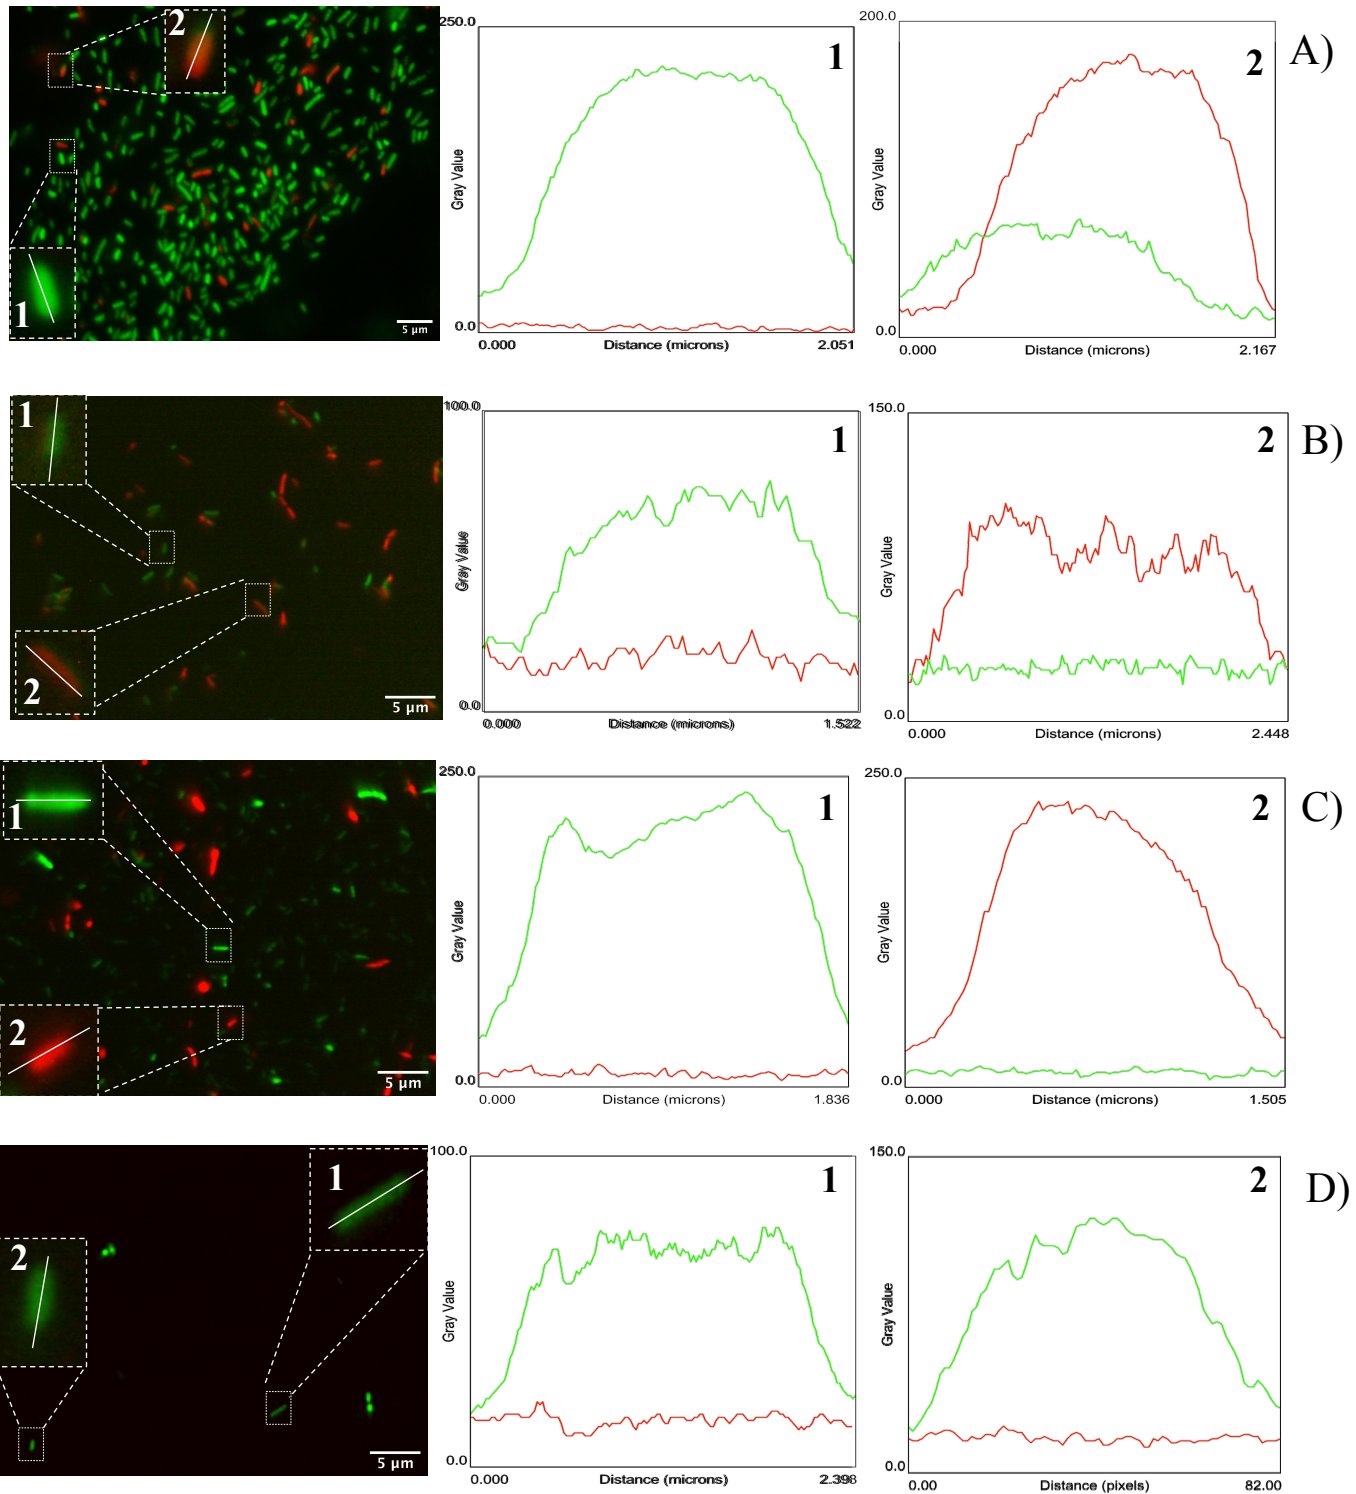 2
1
5 μm
250.0
1
Gray Value
0.0
0.000
Distance (microns)
2.051
200.0
2
Gray Value
0.0
0.000
Distance (microns)
2.167
A)
1
2
5 μm
100.0
1
Gray Value
0.0
0.000
Distance (microns)
1.522
150.0
2
Gray Value
0.0
0.000
Distance (microns)
2.448
B)
1
2
5 μm
250.0
1
Gray Value
0.0
0.000
Distance (microns)
1.836
250.0
2
Gray Value
0.0
0.000
Distance (microns)
1.505
C)
1
2
5 μm
100.0
1
Gray Value
0.0
0.000
Distance (microns)
2.398
150.0
2
Gray Value
0.0
0.00
Distance (pixels)
82.00
D)